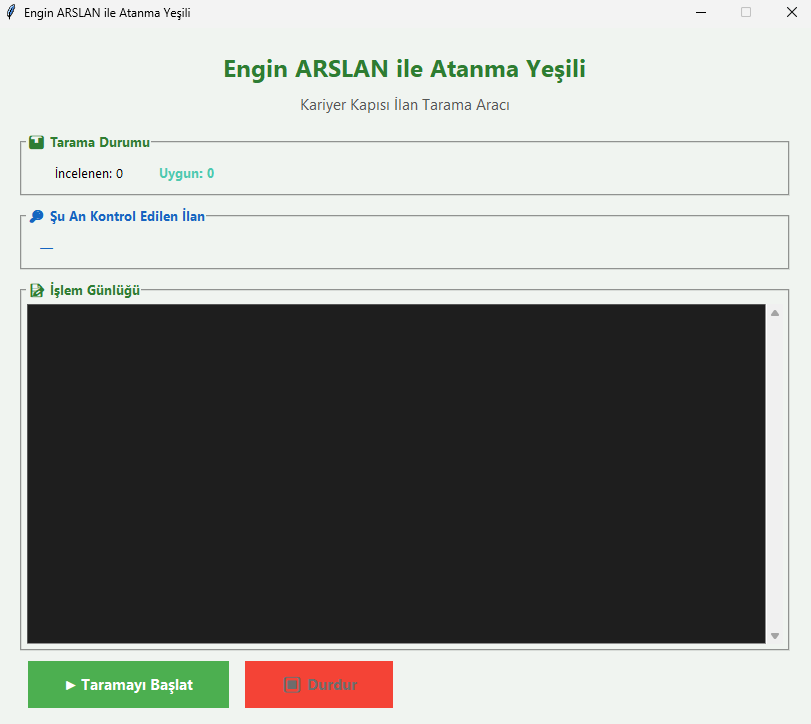 Engin ARSLAN ile Atanma Yeşili
Engin ARSLAN ile Atanma Yeşili
Kariyer Kapısı İlan Tarama Aracı
Tarama Durumu
İncelenen: 0 Uygun: 0
Şu An Kontrol Edilen İlan
—
İşlem Günlüğü
Taramayı Başlat Durdur